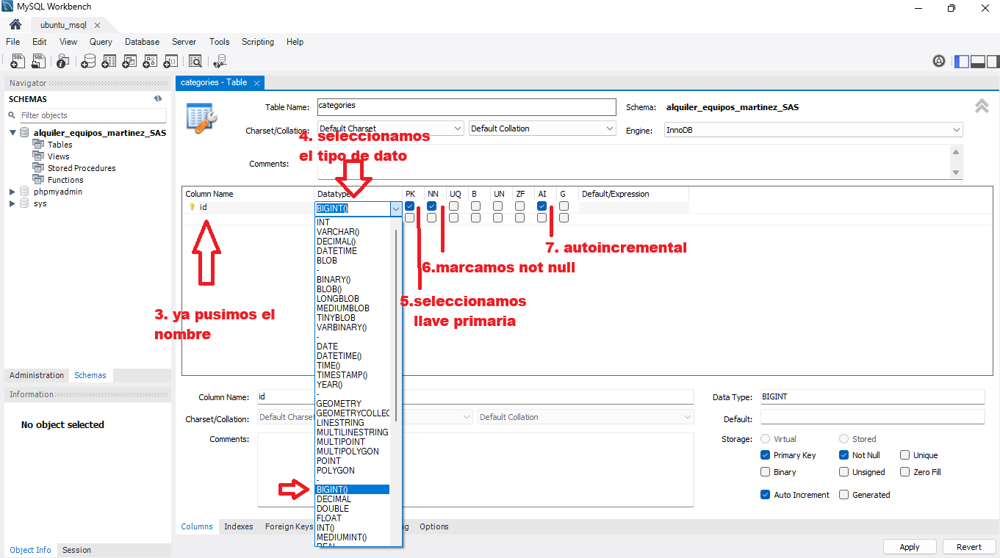 MySQL Workbench
ubuntu_msql
File Edit View Query Database Server Tools Scripting Help
Navigator
SCHEMAS
Filter objects
alquiler_equipos_martinez_SAS
Tables
Views
Stored Procedures
Functions
phpmyadmin
sys
Administration Schemas
Information
No object selected
Object Info Session
categories - Table
Table Name: categories Schema: alquiler_equipos_martinez_SAS
Charset/Collation: Default Charset Default Collation Engine: InnoDB
4. seleccionamos
el tipo de dato
Comments:
Column Name Datatype PK NN UQ B UN ZF AI G Default/Expression
id BIGINT()
INT
VARCHAR()
DECIMAL()
DATETIME
BLOB
-
BINARY()
BLOB()
LONGBLOB
MEDIUMBLOB
TINYBLOB
VARBINARY()
-
DATE
DATETIME()
TIME()
TIMESTAMP()
YEAR()
-
GEOMETRY
GEOMETRYCOLLEC
LINESTRING
MULTILINESTRING
MULTIPOINT
MULTIPOLYGON
POINT
POLYGON
-
BIGINT()
DECIMAL
DOUBLE
FLOAT
INT()
MEDIUMINT()
REAL
7. autoincremental
6.marcamos not null
5.seleccionamos
llave primaria
3. ya pusimos el
nombre
Column Name: id Data Type: BIGINT
Charset/Collation: Default Charset Default Collation Default:
Comments: Storage: Virtual Stored
Primary Key Not Null Unique
Binary Unsigned Zero Fill
Auto Increment Generated
Columns Indexes Foreign Keys Options
Apply Revert